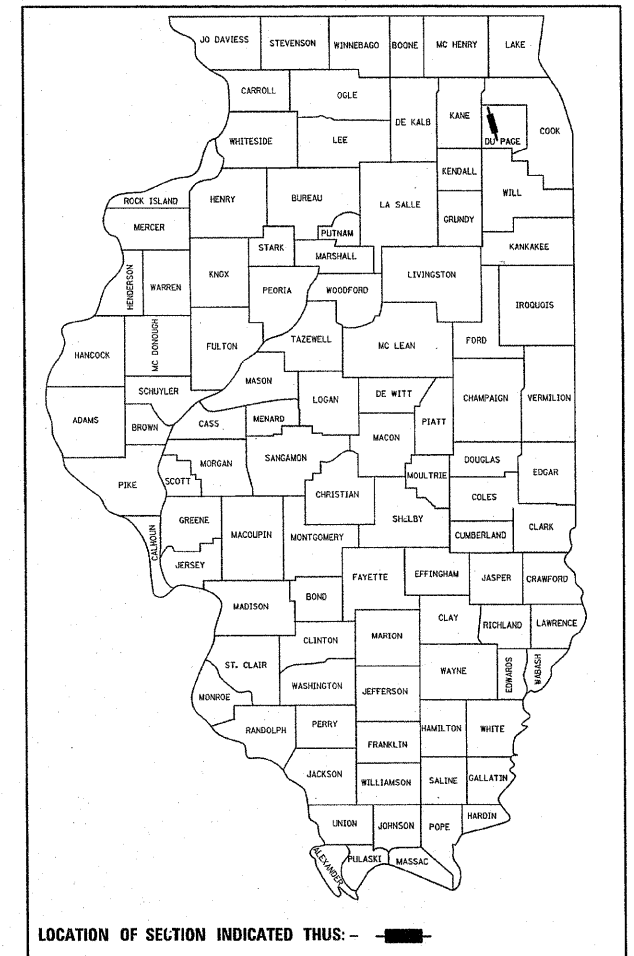 JO DAVIESS STEVENSON WINNEBAGO BOONE MC HENRY LAKE
CARROLL OGLE DE KALB KANE DU PAGE COOK
WHITESIDE LEE KENDALL WILL
ROCK ISLAND HENRY BUREAU LA SALLE GRUNDY
MERCER PUTNAM KANKAKEE
STARK MARSHALL LIVINGSTON
HENDERSON WARREN KNOX PEORIA WOODFORD IROQUOIS
HANCOCK MC DONOUGH FULTON TAZEWELL MC LEAN FORD
MASON
SCHUYLER LOGAN DE WITT CHAMPAIGN VERMILION
ADAMS BROWN CASS MENARD MACON PIATT
SANGAMON DOUGLAS EDGAR
PIKE SCOTT MORGAN CHRISTIAN MOULTRIE COLES
CALHOUN GREENE MACOUPIN MONTGOMERY SHELBY CUMBERLAND CLARK
JERSEY FAYETTE EFFINGHAM JASPER CRAWFORD
MADISON BOND CLAY RICHLAND LAWRENCE
CLINTON MARION
ST. CLAIR WAYNE EDWARDS WABASH
MONROE WASHINGTON JEFFERSON
RANDOLPH PERRY HAMILTON WHITE
FRANKLIN
JACKSON WILLIAMSON SALINE GALLATIN
UNION JOHNSON POPE HARDIN
ALEXANDER PULASKI MASSAC
LOCATION OF SECTION INDICATED THUS: -